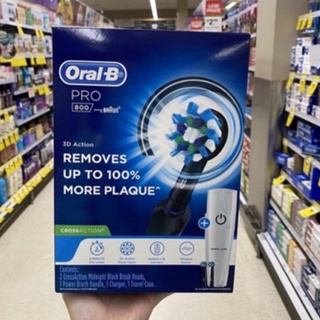 Oral-B
PRO
800
BRAUN
3D Action
REMOVES
UP TO 100%
MORE PLAQUE^
CROSSACTION
Contents:
2 CrossAction Midnight Black Brush Heads,
1 Power Brush Handle, 1 Charger, 1 Travel Case.